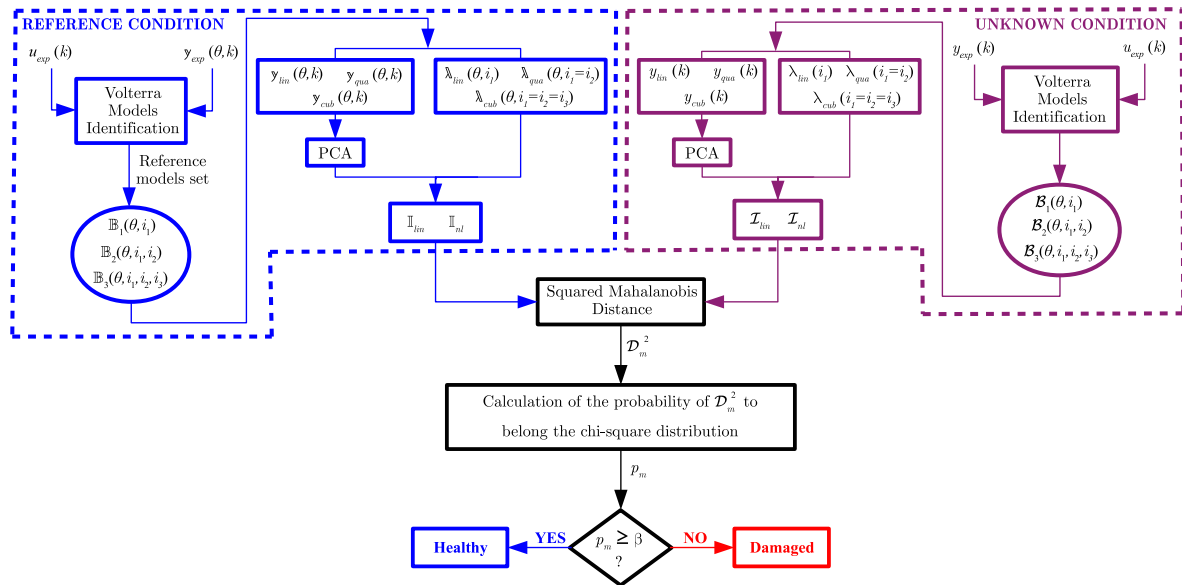 REFERENCE CONDITION
u_exp(k)
𝕪_exp(θ,k)
Volterra
Models
Identification
Reference
models set
𝔹₁(θ,i₁)
𝔹₂(θ,i₁,i₂)
𝔹₃(θ,i₁,i₂,i₃)
𝕪_lin(θ,k) 𝕪_qua(θ,k)
𝕪_cub(θ,k)
PCA
𝛌_lin(θ,i₁) 𝛌_qua(θ,i₁=i₂)
𝛌_cub(θ,i₁=i₂=i₃)
𝕀_lin 𝕀_nl
UNKNOWN CONDITION
y_exp(k)
u_exp(k)
Volterra
Models
Identification
ℬ₁(θ,i₁)
ℬ₂(θ,i₁,i₂)
ℬ₃(θ,i₁,i₂,i₃)
y_lin(k) y_qua(k)
y_cub(k)
PCA
λ_lin(i₁) λ_qua(i₁=i₂)
λ_cub(i₁=i₂=i₃)
ℐ_lin ℐ_nl
Squared Mahalanobis
Distance
𝒟_m²
Calculation of the probability of 𝒟_m² to
belong the chi-square distribution
p_m
p_m ≥ β
?
YES
Healthy
NO
Damaged